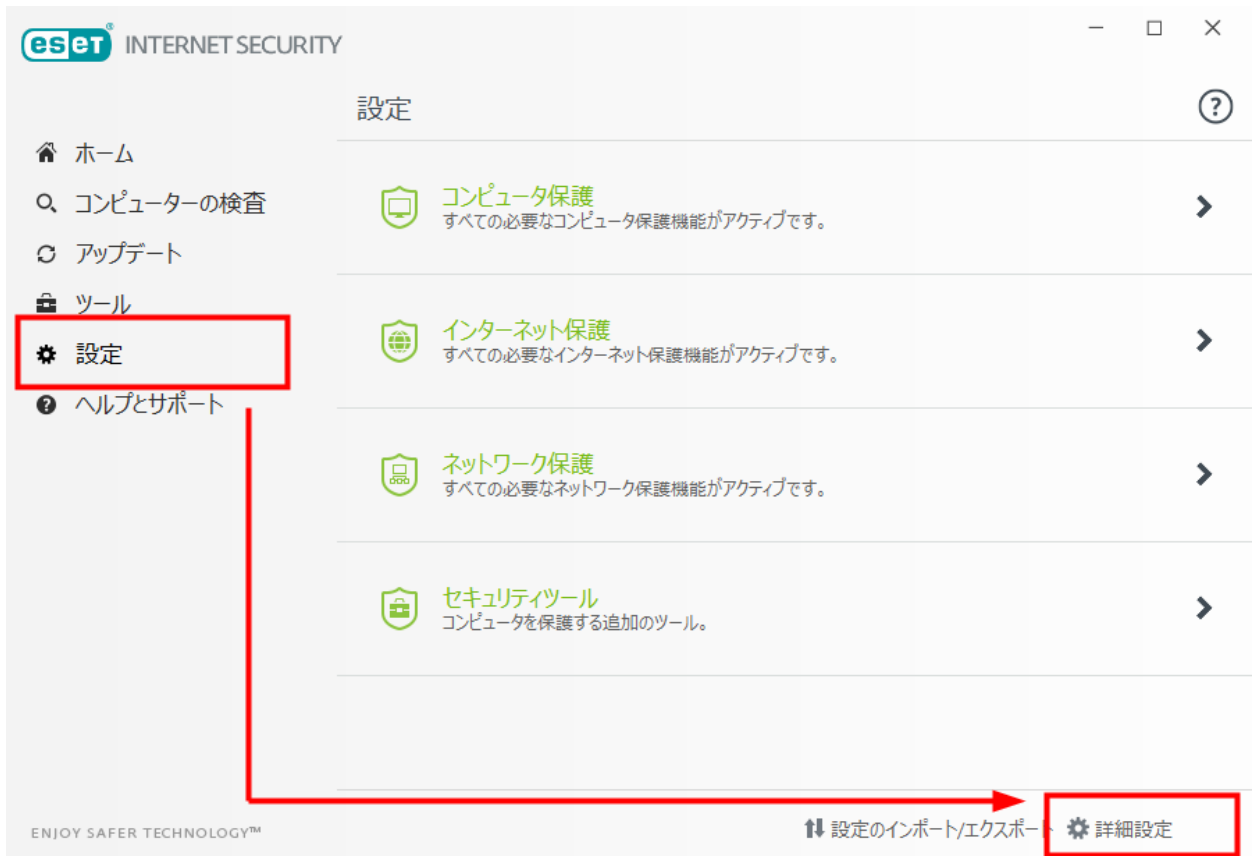 eset INTERNET SECURITY
設定
ホーム
コンピューターの検査
アップデート
ツール
設定
ヘルプとサポート
コンピュータ保護
すべての必要なコンピュータ保護機能がアクティブです。
インターネット保護
すべての必要なインターネット保護機能がアクティブです。
ネットワーク保護
すべての必要なネットワーク保護機能がアクティブです。
セキュリティツール
コンピュータを保護する追加のツール。
ENJOY SAFER TECHNOLOGY™
設定のインポート/エクスポート 詳細設定